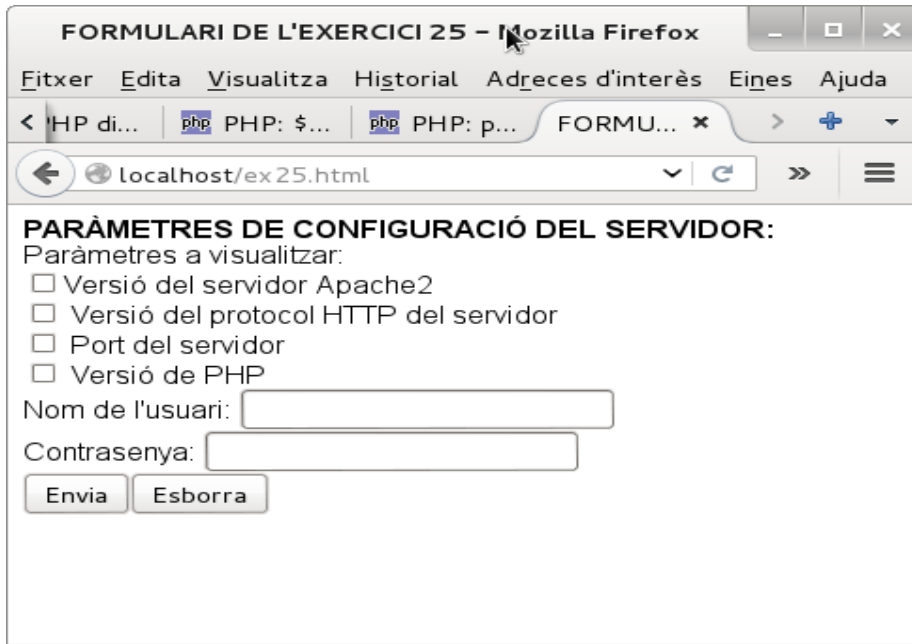 FORMULARI DE L'EXERCICI 25 – Mozilla Firefox
Fitxer Edita Visualitza Historial Adreces d'interès Eines Ajuda
HP di... php PHP: $... php PHP: p... FORMU...
localhost/ex25.html
PARÀMETRES DE CONFIGURACIÓ DEL SERVIDOR:
Paràmetres a visualitzar:
Versió del servidor Apache2
Versió del protocol HTTP del servidor
Port del servidor
Versió de PHP
Nom de l'usuari:
Contrasenya:
Envia Esborra